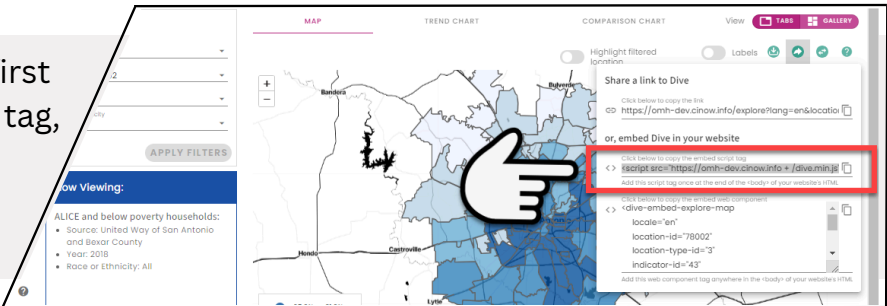 irst
tag,
MAP
TREND CHART
COMPARISON CHART
View
TABS
GALLERY
Highlight filtered
location
Labels
APPLY FILTERS
ow Viewing:
ALICE and below poverty households:
Source: United Way of San Antonio
and Bexar County
Year: 2018
Race or Ethnicity: All
+
−
Bandera
Bulverde
Hondo
Castroville
Lytle
Share a link to Dive
Click below to copy the link
https://omh-dev.cinow.info/explore?lang=en&locatio
or, embed Dive in your website
Click below to copy the embed script tag
<script src="https://omh-dev.cinow.info + /dive.min.js
Add this script tag once at the end of the <body> of your website's HTML
Click below to copy the embed web component
<dive-embed-explore-map
locale="en"
location-id="78002"
location-type-id="3"
indicator-id="43"
Add this web component tag anywhere in the <body> of your website's HTML